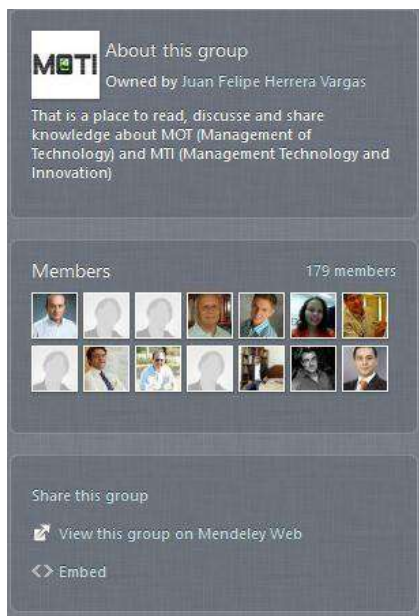 MOTI
About this group
Owned by Juan Felipe Herrera Vargas
That is a place to read, discusse and share
knowledge about MOT (Management of
Technology) and MTI (Management Technology and
Innovation)
Members
179 members
Share this group
View this group on Mendeley Web
<> Embed